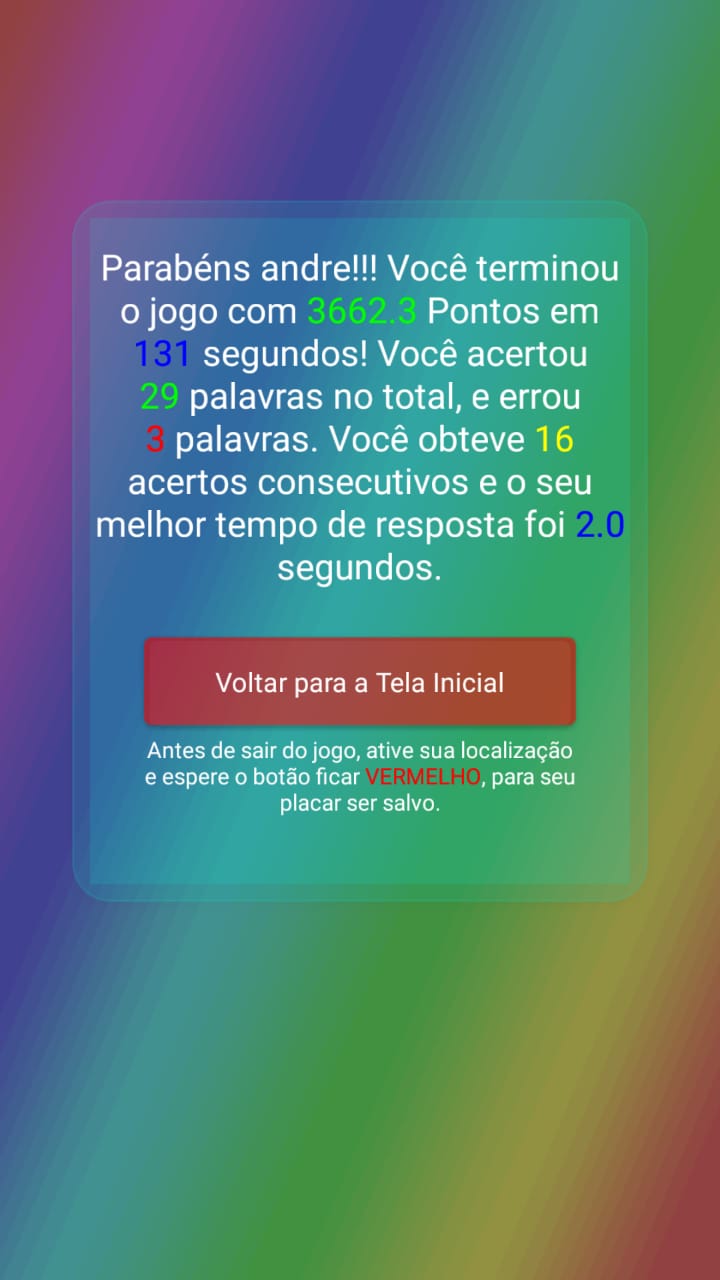 Parabéns andre!!! Você terminou
o jogo com 3662.3 Pontos em
131 segundos! Você acertou
29 palavras no total, e errou
3 palavras. Você obteve 16
acertos consecutivos e o seu
melhor tempo de resposta foi 2.0
segundos.
Voltar para a Tela Inicial
Antes de sair do jogo, ative sua localização
e espere o botão ficar VERMELHO, para seu
placar ser salvo.